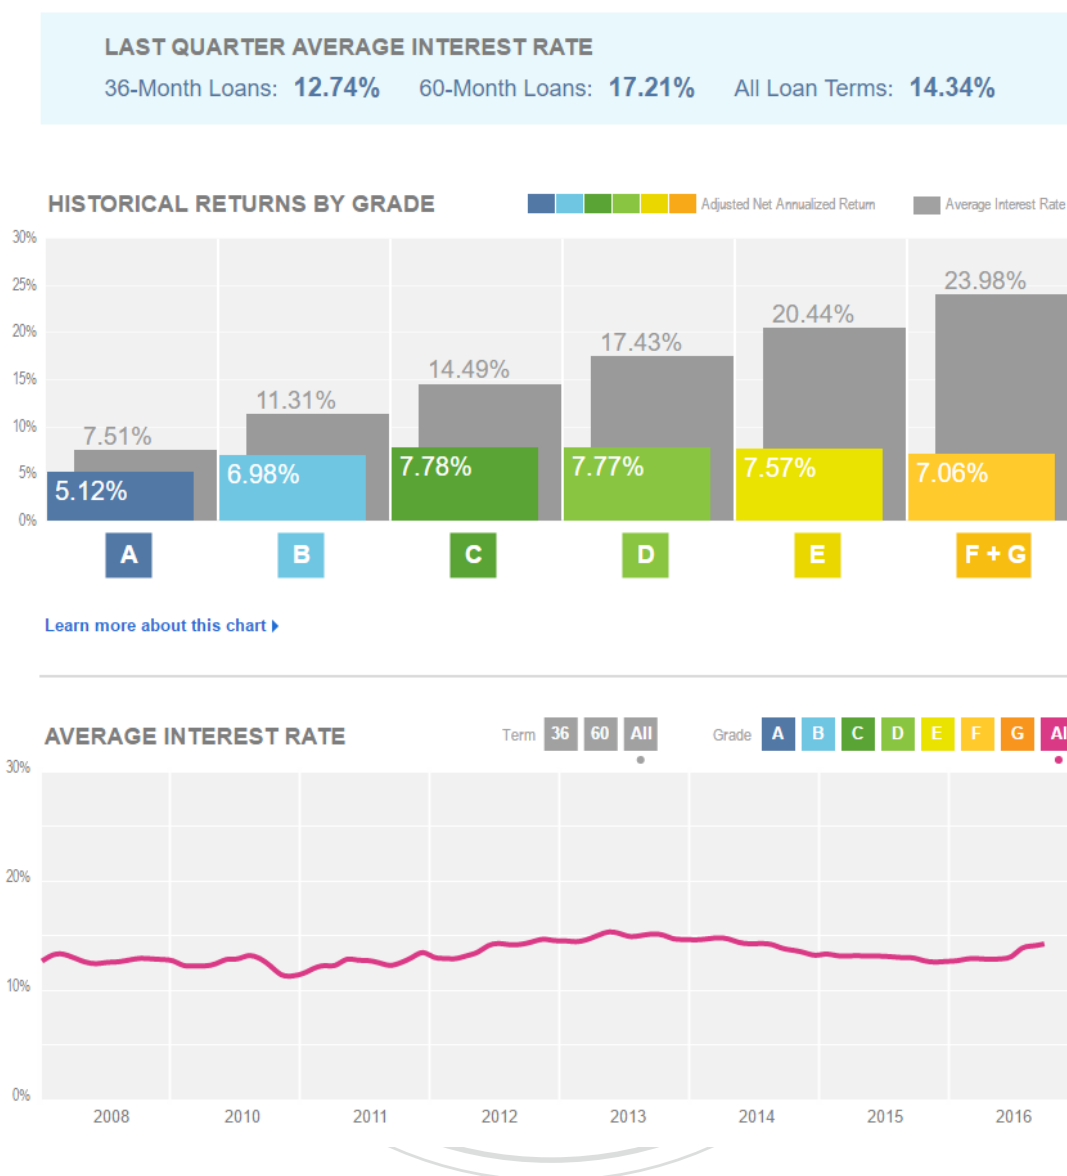 LAST QUARTER AVERAGE INTEREST RATE
36-Month Loans: 12.74% 60-Month Loans: 17.21% All Loan Terms: 14.34%
HISTORICAL RETURNS BY GRADE
Adjusted Net Annualized Return
Average Interest Rate
30%
25%
20%
15%
10%
5%
0%
7.51%
11.31%
14.49%
17.43%
20.44%
23.98%
5.12%
6.98%
7.78%
7.77%
7.57%
7.06%
A B C D E F + G
Learn more about this chart
AVERAGE INTEREST RATE
Term 36 60 All
Grade A B C D E F G All
30%
20%
10%
0%
2008 2010 2011 2012 2013 2014 2015 2016